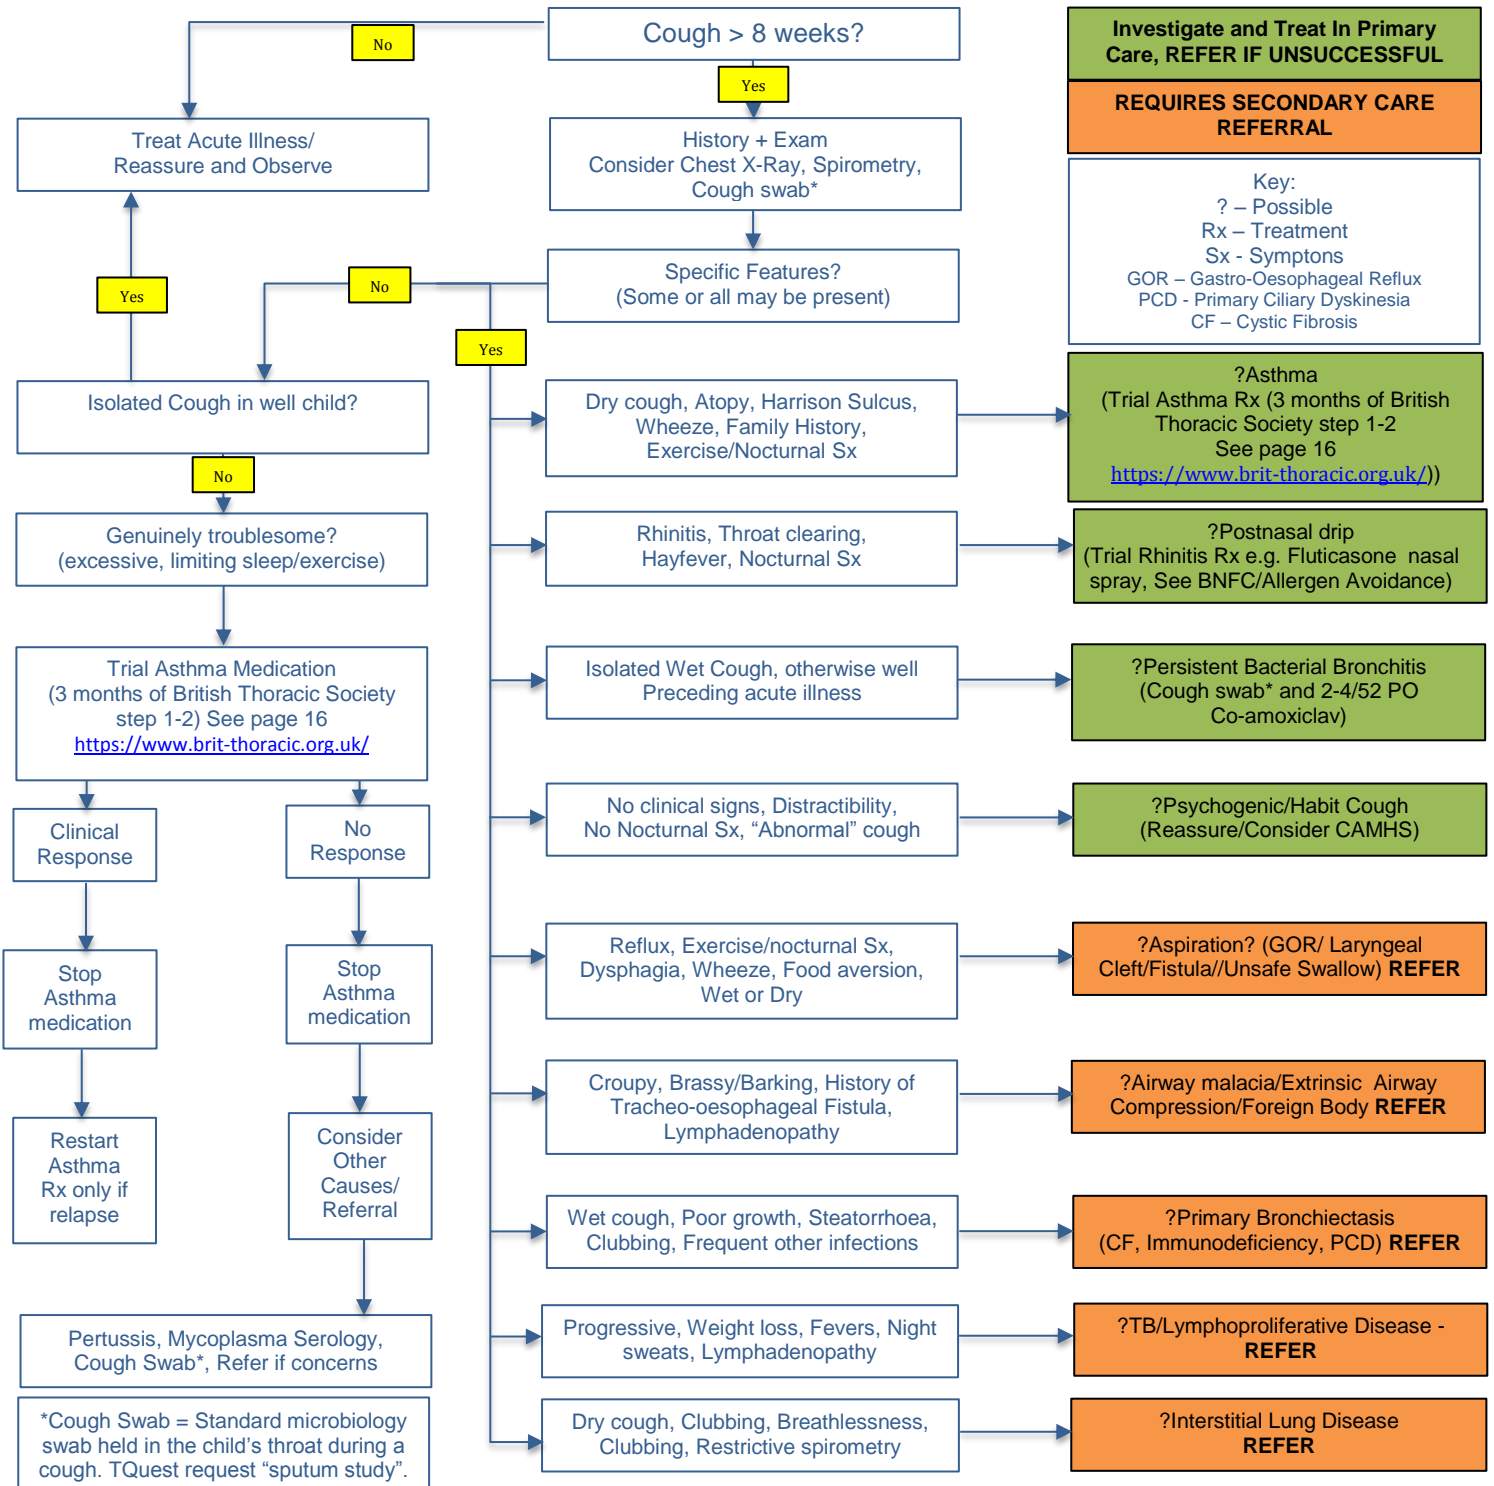 Cough > 8 weeks?
No
Yes
Investigate and Treat In Primary
Care, REFER IF UNSUCCESSFUL
REQUIRES SECONDARY CARE
REFERRAL
Treat Acute Illness/
Reassure and Observe
History + Exam
Consider Chest X-Ray, Spirometry,
Cough swab*
Key:
? – Possible
Rx – Treatment
Sx - Symptons
GOR – Gastro-Oesophageal Reflux
PCD - Primary Ciliary Dyskinesia
CF – Cystic Fibrosis
Specific Features?
(Some or all may be present)
No
Yes
Yes
Isolated Cough in well child?
No
Genuinely troublesome?
(excessive, limiting sleep/exercise)
Trial Asthma Medication
(3 months of British Thoracic Society
step 1-2) See page 16
https://www.brit-thoracic.org.uk/
Clinical
Response
No
Response
Stop
Asthma
medication
Stop
Asthma
medication
Restart
Asthma
Rx only if
relapse
Consider
Other
Causes/
Referral
Pertussis, Mycoplasma Serology,
Cough Swab*, Refer if concerns
*Cough Swab = Standard microbiology
swab held in the child's throat during a
cough. TQuest request “sputum study”.
Dry cough, Atopy, Harrison Sulcus,
Wheeze, Family History,
Exercise/Nocturnal Sx
?Asthma
(Trial Asthma Rx (3 months of British
Thoracic Society step 1-2
See page 16
https://www.brit-thoracic.org.uk/))
Rhinitis, Throat clearing,
Hayfever, Nocturnal Sx
?Postnasal drip
(Trial Rhinitis Rx e.g. Fluticasone nasal
spray, See BNFC/Allergen Avoidance)
Isolated Wet Cough, otherwise well
Preceding acute illness
?Persistent Bacterial Bronchitis
(Cough swab* and 2-4/52 PO
Co-amoxiclav)
No clinical signs, Distractibility,
No Nocturnal Sx, “Abnormal” cough
?Psychogenic/Habit Cough
(Reassure/Consider CAMHS)
Reflux, Exercise/nocturnal Sx,
Dysphagia, Wheeze, Food aversion,
Wet or Dry
?Aspiration? (GOR/ Laryngeal
Cleft/Fistula//Unsafe Swallow) REFER
Croupy, Brassy/Barking, History of
Tracheo-oesophageal Fistula,
Lymphadenopathy
?Airway malacia/Extrinsic Airway
Compression/Foreign Body REFER
Wet cough, Poor growth, Steatorrhoea,
Clubbing, Frequent other infections
?Primary Bronchiectasis
(CF, Immunodeficiency, PCD) REFER
Progressive, Weight loss, Fevers, Night
sweats, Lymphadenopathy
?TB/Lymphoproliferative Disease -
REFER
Dry cough, Clubbing, Breathlessness,
Clubbing, Restrictive spirometry
?Interstitial Lung Disease
REFER